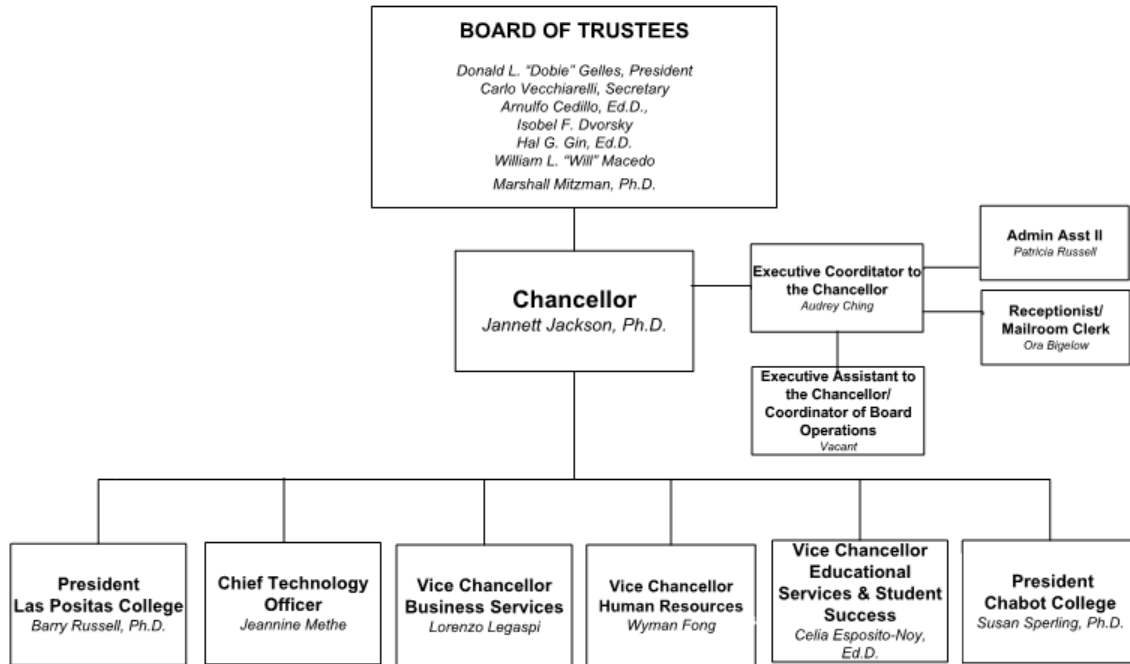 BOARD OF TRUSTEES
Donald L. “Dobie” Gelles, President
Carlo Vecchiarelli, Secretary
Arnulfo Cedillo, Ed.D.,
Isobel F. Dvorsky
Hal G. Gin, Ed.D.
William L. “Will” Macedo
Marshall Mitzman, Ph.D.
Chancellor
Jannett Jackson, Ph.D.
Executive Coorditator to
the Chancellor
Audrey Ching
Admin Asst II
Patricia Russell
Receptionist/
Mailroom Clerk
Ora Bigelow
Executive Assistant to
the Chancellor/
Coordinator of Board
Operations
Vacant
President
Las Positas College
Barry Russell, Ph.D.
Chief Technology
Officer
Jeannine Methe
Vice Chancellor
Business Services
Lorenzo Legaspi
Vice Chancellor
Human Resources
Wyman Fong
Vice Chancellor
Educational
Services & Student
Success
Celia Esposito-Noy,
Ed.D.
President
Chabot College
Susan Sperling, Ph.D.